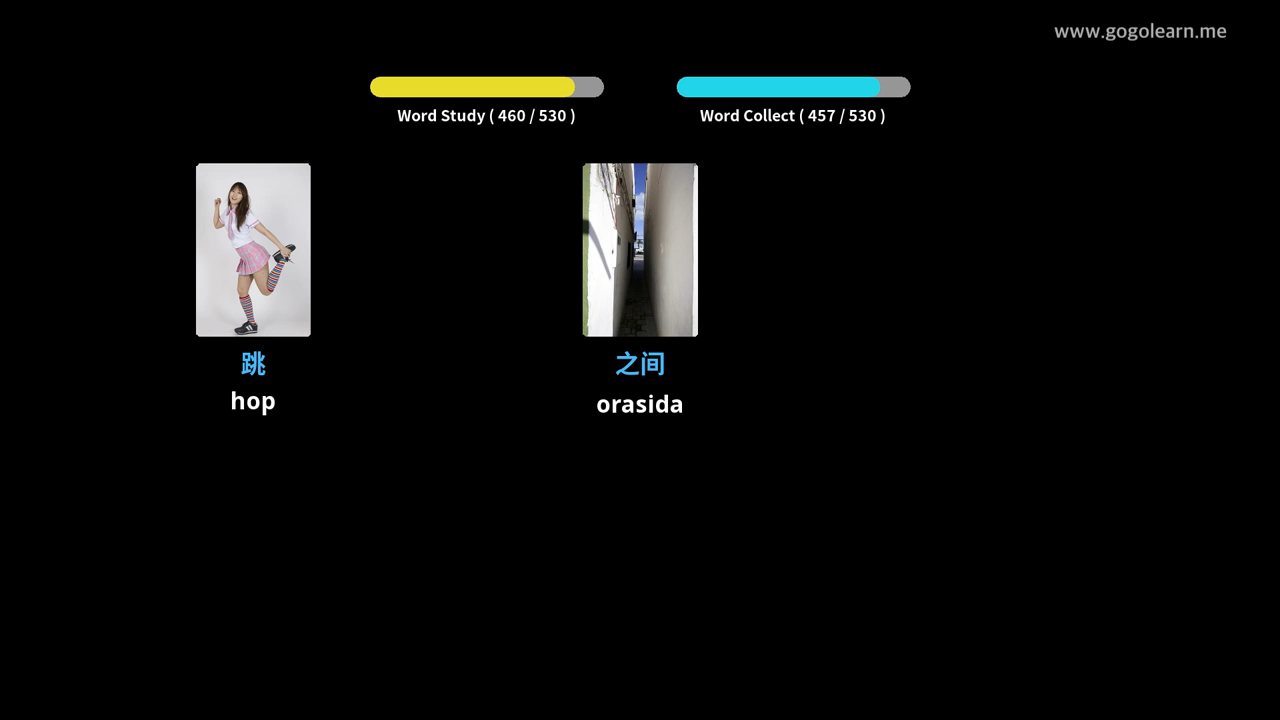 www.gogolearn.me
Word Study ( 460 / 530 )
Word Collect ( 457 / 530 )
跳
hop
之间
orasida